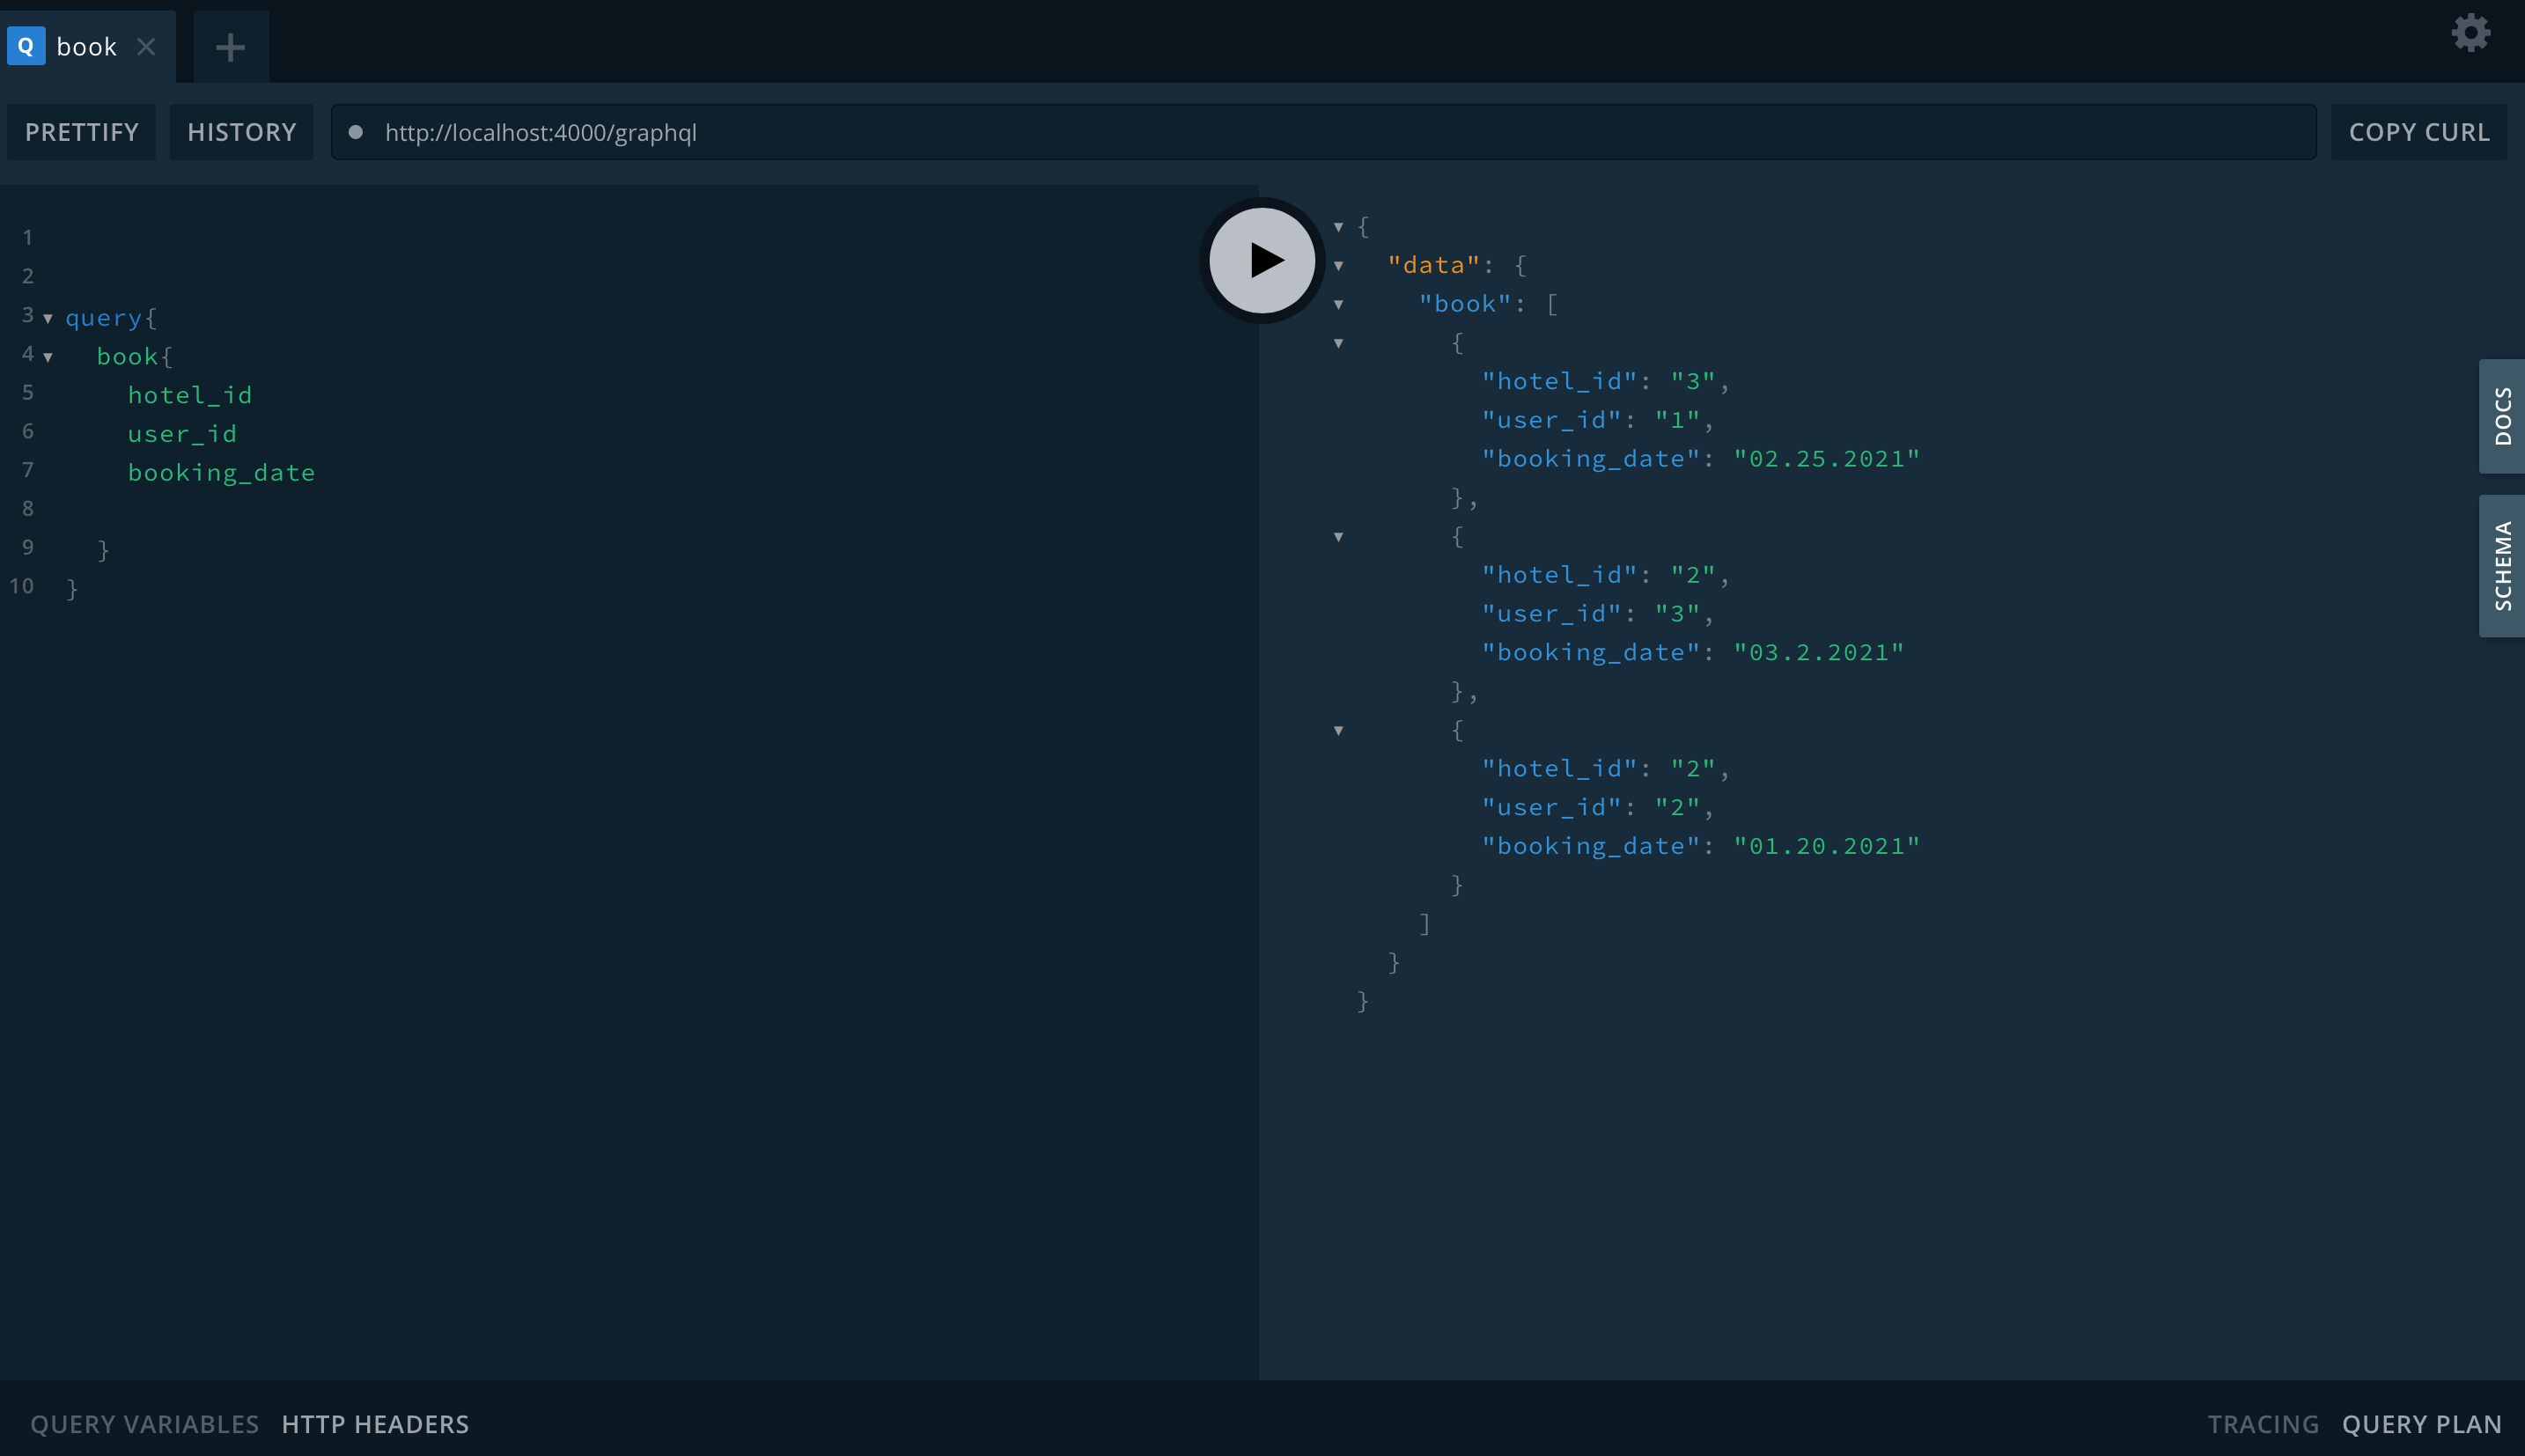 Q book
PRETTIFY
HISTORY
http://localhost:4000/graphql
COPY CURL
1
2
3 query{
4 book{
5 hotel_id
6 user_id
7 booking_date
8
9 }
10 }
{
"data": {
"book": [
{
"hotel_id": "3",
"user_id": "1",
"booking_date": "02.25.2021"
},
{
"hotel_id": "2",
"user_id": "3",
"booking_date": "03.2.2021"
},
{
"hotel_id": "2",
"user_id": "2",
"booking_date": "01.20.2021"
}
]
}
}
DOCS
SCHEMA
QUERY VARIABLES
HTTP HEADERS
TRACING
QUERY PLAN